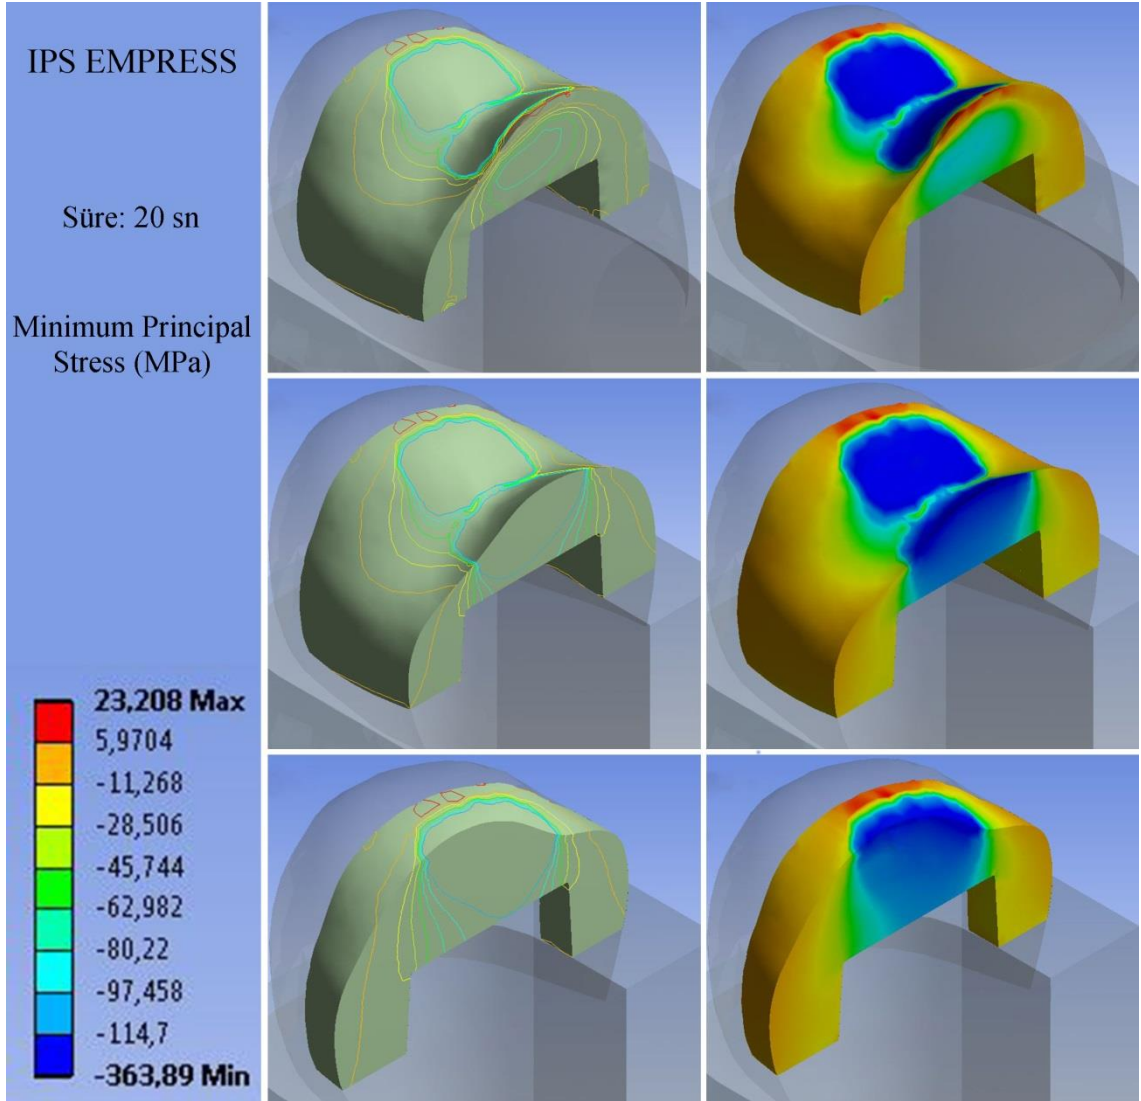 IPS EMPRESS
Süre: 20 sn
Minimum Principal
Stress (MPa)
23,208 Max
5,9704
-11,268
-28,506
-45,744
-62,982
-80,22
-97,458
-114,7
-363,89 Min